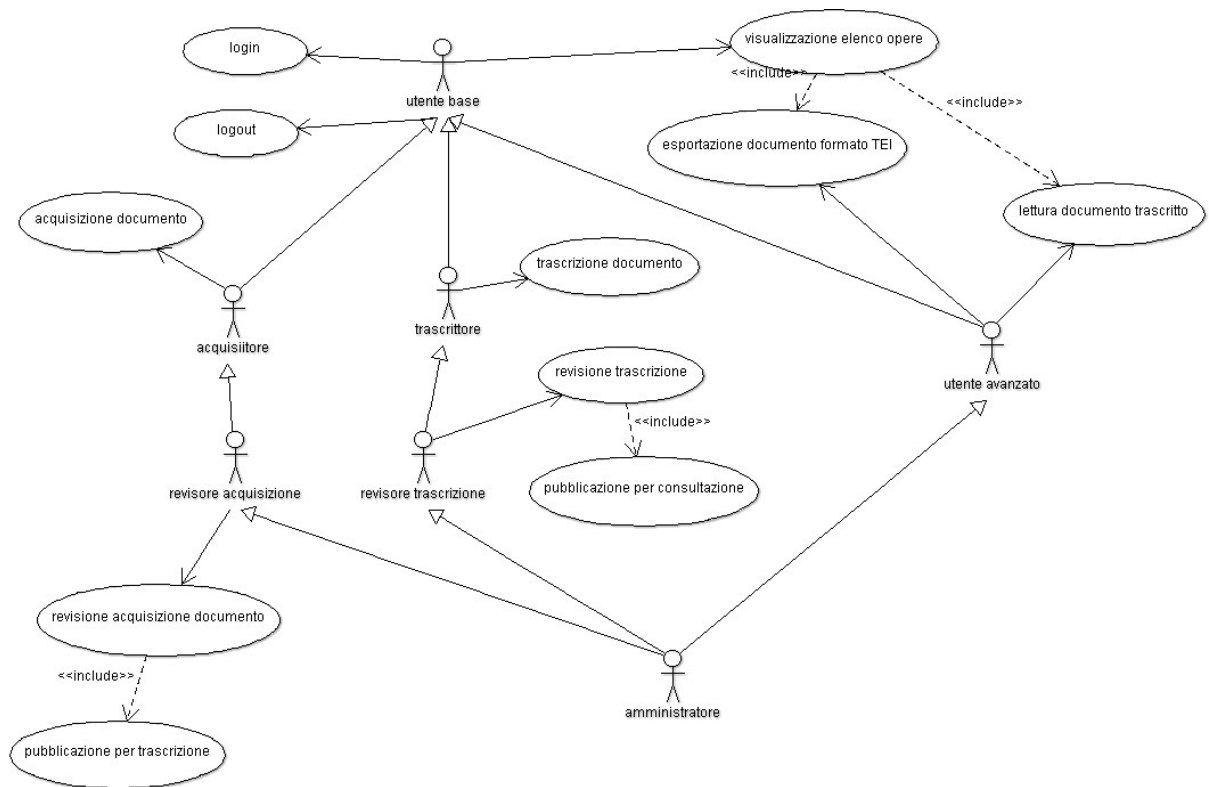 visualizzazione elenco opere
login
<<include>>
utente base
<<include>>
logout
esportazione documento formato TEI
acquisizione documento
lettura documento trascritto
trascrizione documento
trascrittore
acquisiitore
revisione trascrizione
utente avanzato
<<include>>
revisore acquisizione
revisore trascrizione
pubblicazione per consultazione
revisione acquisizione documento
<<include>>
amministratore
pubblicazione per trascrizione